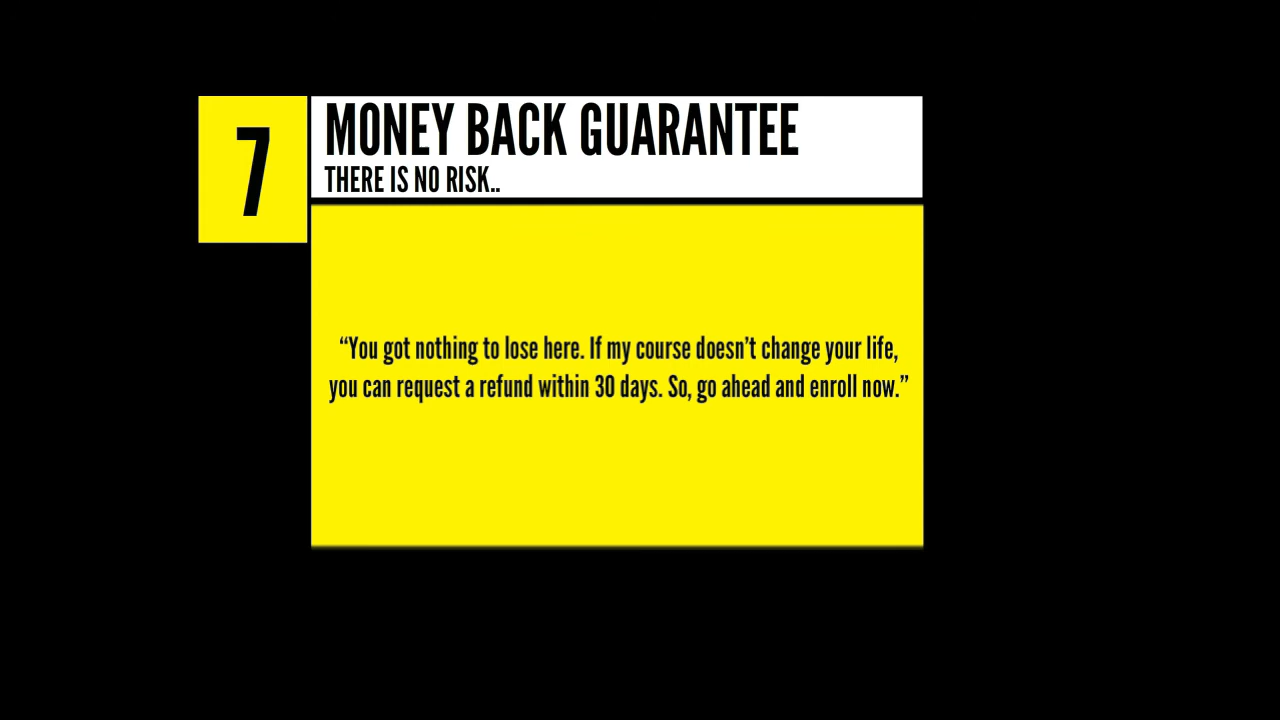 7
MONEY BACK GUARANTEE
THERE IS NO RISK..
“You got nothing to lose here. If my course doesn’t change your life,
you can request a refund within 30 days. So, go ahead and enroll now.”